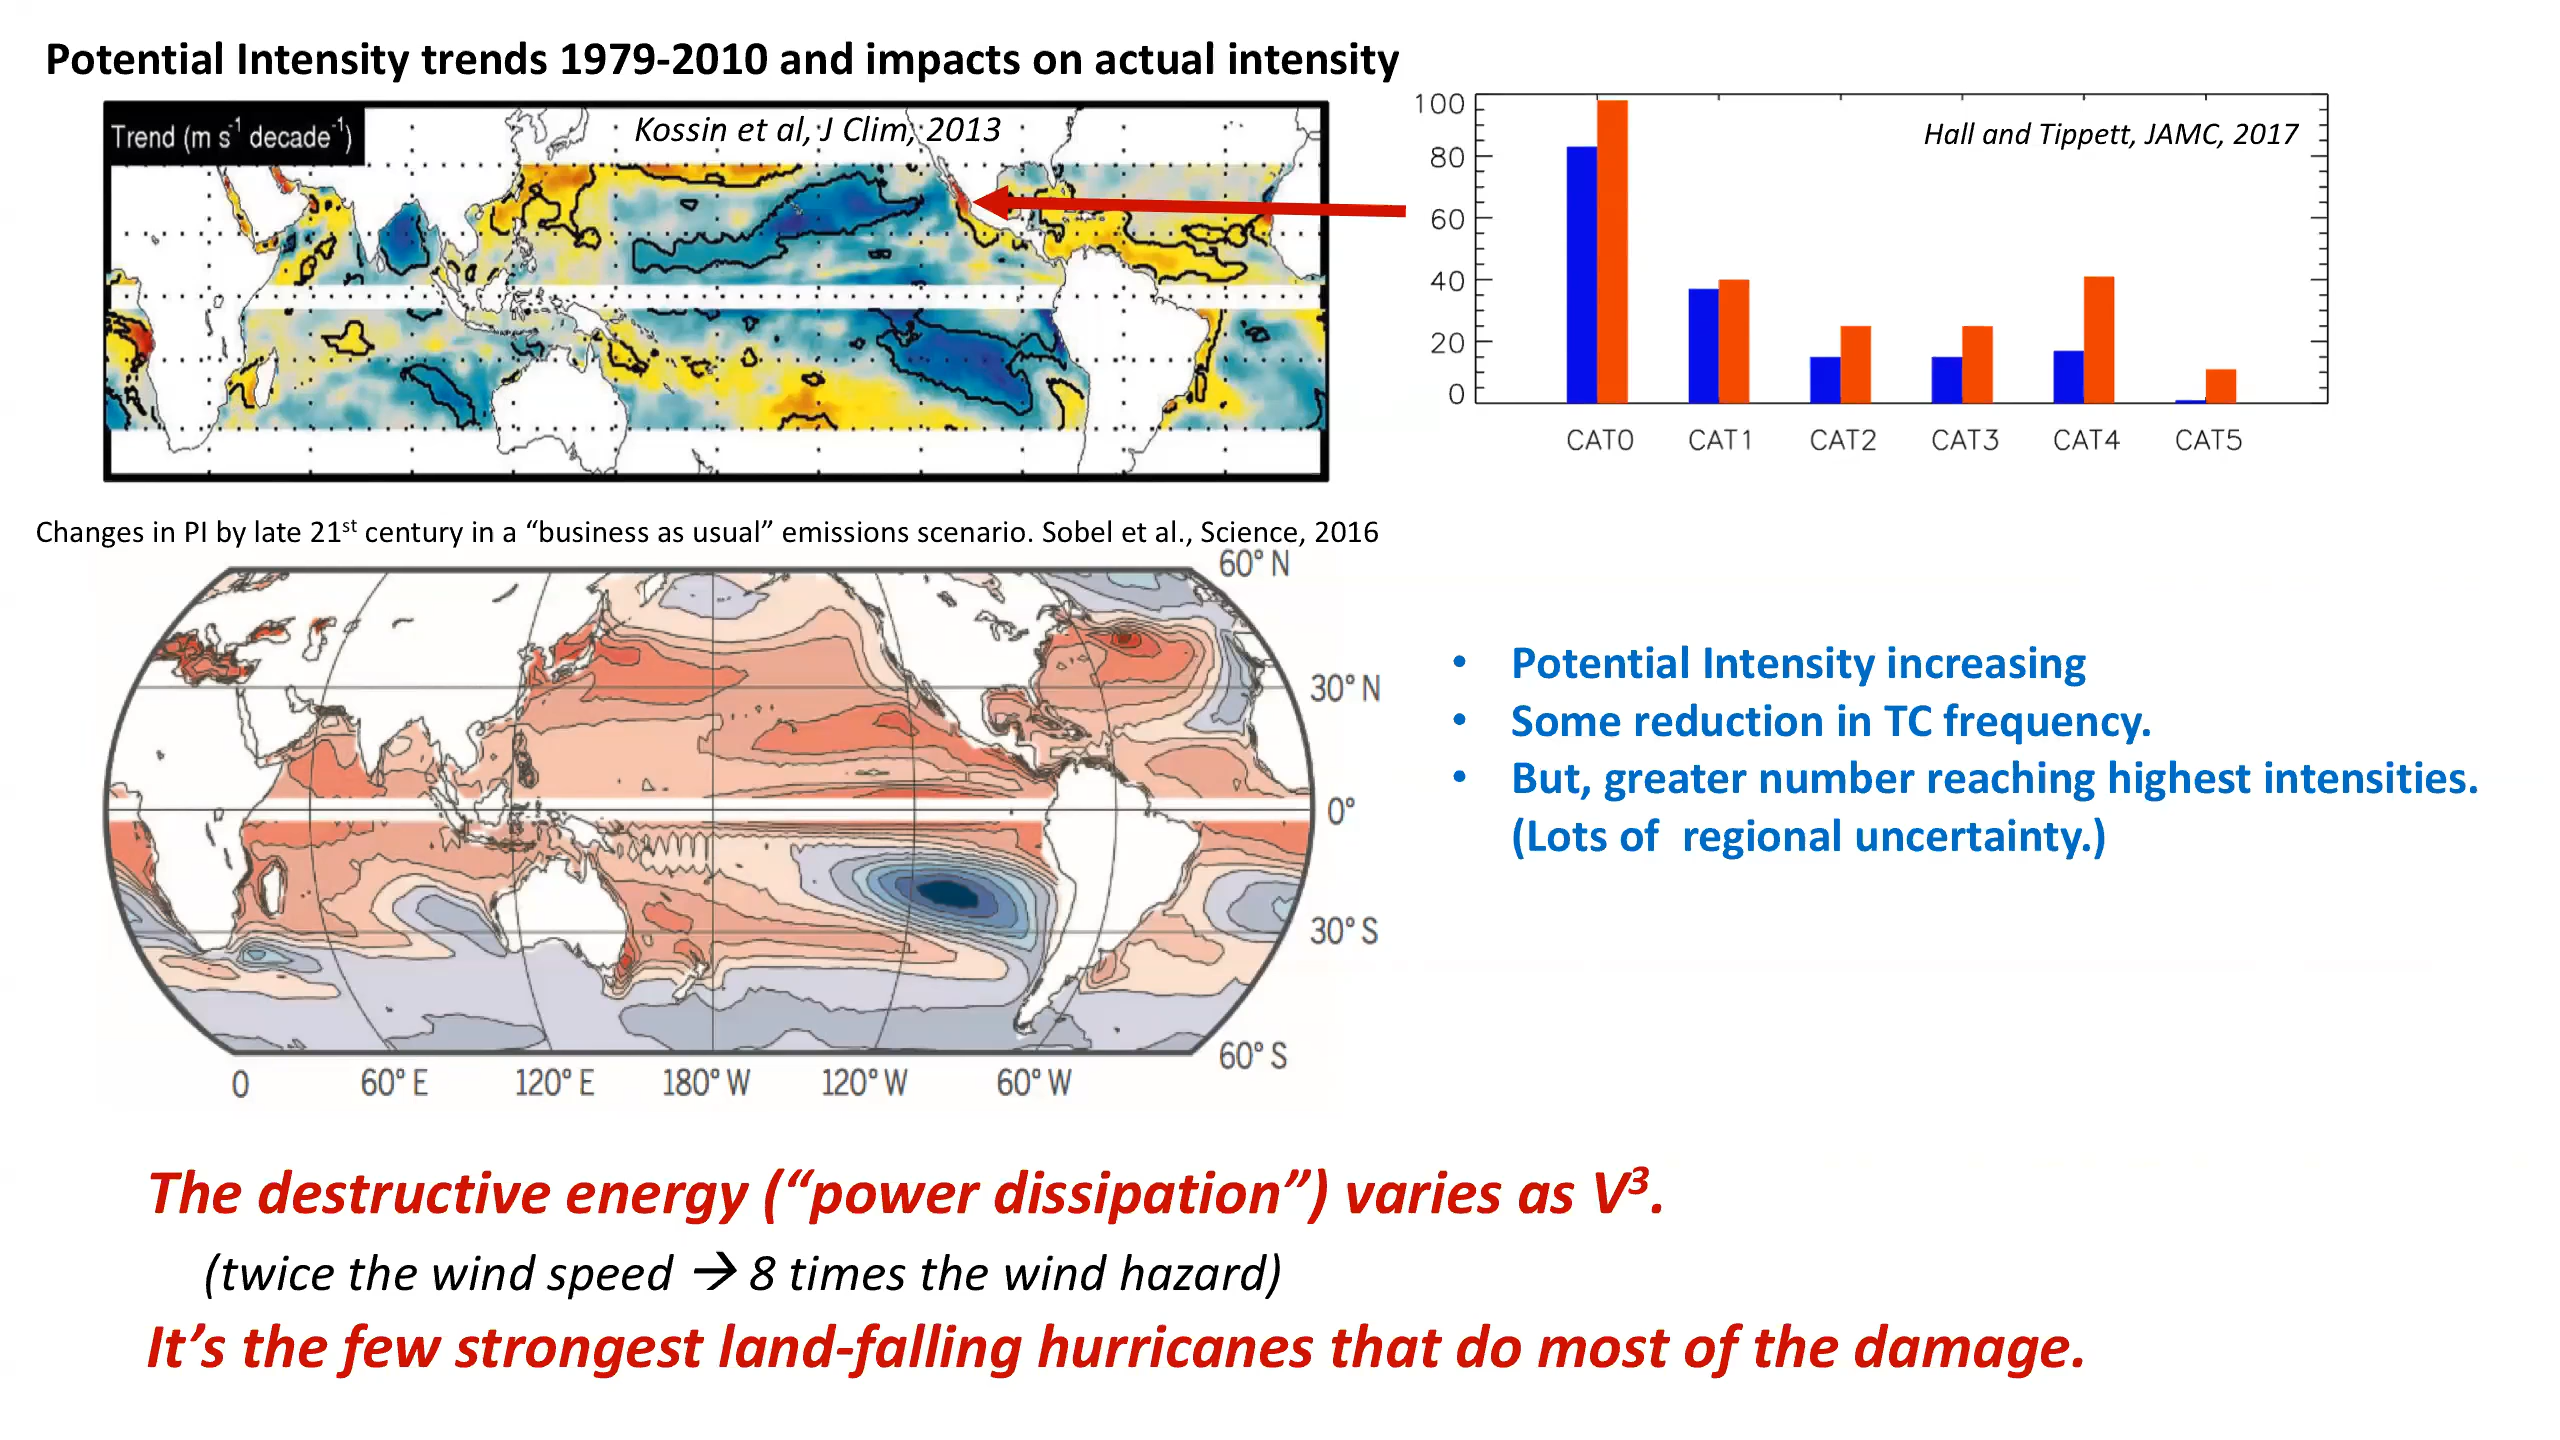 Potential Intensity trends 1979-2010 and impacts on actual intensity
Trend (m s⁻¹ decade⁻¹)
Kossin et al, J Clim, 2013
Hall and Tippett, JAMC, 2017
100
80
60
40
20
0
CAT0 CAT1 CAT2 CAT3 CAT4 CAT5
Changes in PI by late 21ˢᵗ century in a “business as usual” emissions scenario. Sobel et al., Science, 2016
60° N
30° N
0°
30° S
60° S
0 60° E 120° E 180° W 120° W 60° W
• Potential Intensity increasing
• Some reduction in TC frequency.
• But, greater number reaching highest intensities.
(Lots of regional uncertainty.)
The destructive energy (“power dissipation”) varies as V³.
(twice the wind speed → 8 times the wind hazard)
It’s the few strongest land-falling hurricanes that do most of the damage.